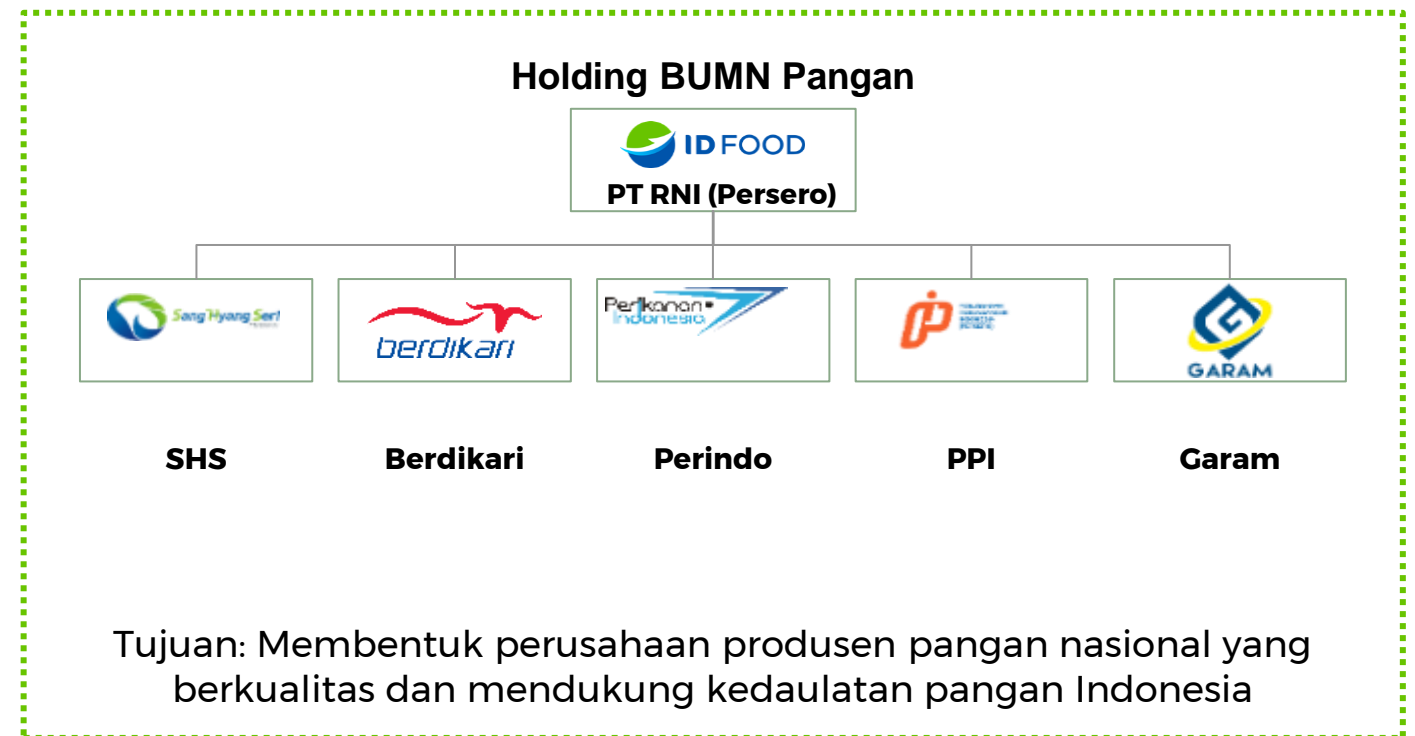 Holding BUMN Pangan
ID FOOD
PT RNI (Persero)
Sang Hyang Seri
berdikari
Perikanan
Indonesia
GARAM
SHS
Berdikari
Perindo
PPI
Garam
Tujuan: Membentuk perusahaan produsen pangan nasional yang
berkualitas dan mendukung kedaulatan pangan Indonesia